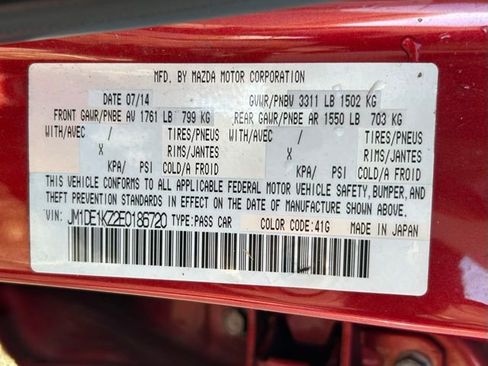 MFD. BY MAZDA MOTOR CORPORATION
DATE 07/14 GVWR/PNBV 3311 LB 1502 KG
FRONT GAWR/PNBE AV 1761 LB 799 KG REAR GAWR/PNBE AR 1550 LB 703 KG
WITH/AVEC / TIRES/PNEUS WITH/AVEC / TIRES/PNEUS
X RIMS/JANTES X RIMS/JANTES
KPA/ PSI COLD/A FROID KPA/ PSI COLD/A FROID
THIS VEHICLE CONFORMS TO ALL APPLICABLE FEDERAL MOTOR VEHICLE SAFETY, BUMPER, AND
THEFT PREVENTION STANDARDS IN EFFECT ON THE DATE OF MANUFACTURE SHOWN ABOVE.
VIN: JM1DE1KZ2E0186720 TYPE:PASS CAR COLOR CODE:41G MADE IN JAPAN